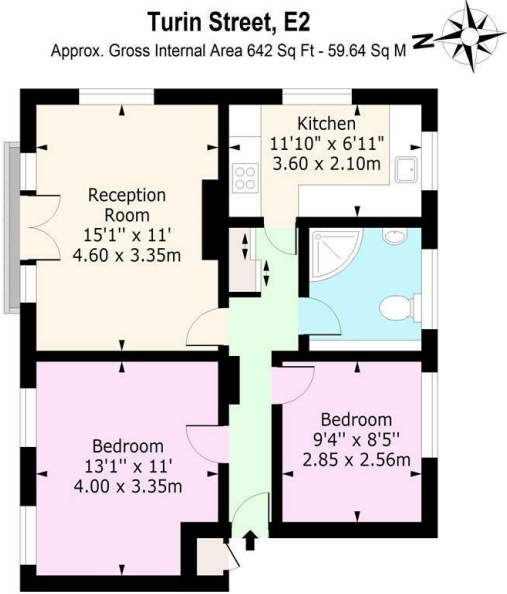 Turin Street, E2
Approx. Gross Internal Area 642 Sq Ft - 59.64 Sq M
N
Kitchen
11'10" x 6'11"
3.60 x 2.10m
Reception
Room
15'1" x 11'
4.60 x 3.35m
Bedroom
13'1" x 11'
4.00 x 3.35m
Bedroom
9'4" x 8'5"
2.85 x 2.56m